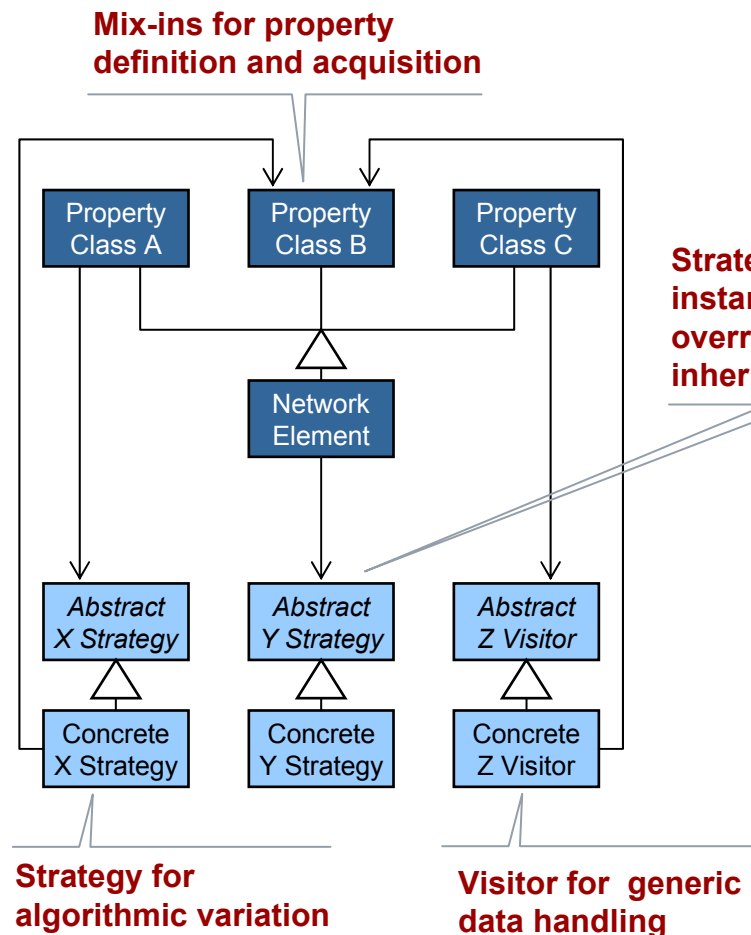 Mix-ins for property
definition and acquisition
Property
Class A
Property
Class B
Property
Class C
Network
Element
Abstract
X Strategy
Abstract
Y Strategy
Abstract
Z Visitor
Concrete
X Strategy
Concrete
Y Strategy
Concrete
Z Visitor
Strategy for
algorithmic variation
Visitor for generic
data handling